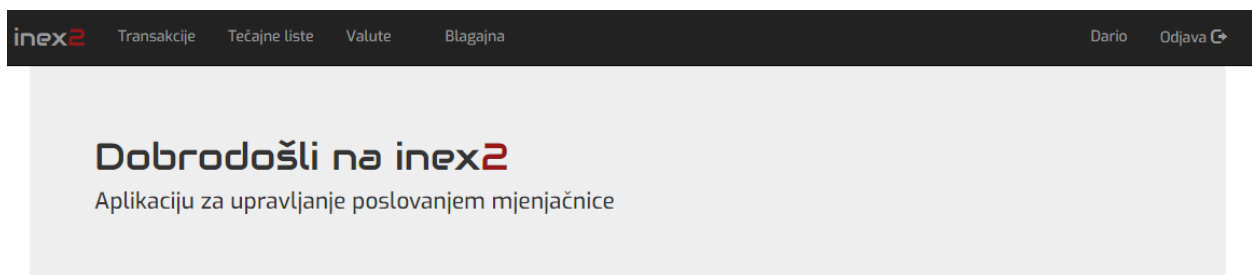 inex2 Transakcije Tečajne liste Valute Blagajna Dario Odjava
Dobrodošli na inex2
Aplikaciju za upravljanje poslovanjem mjenjačnice